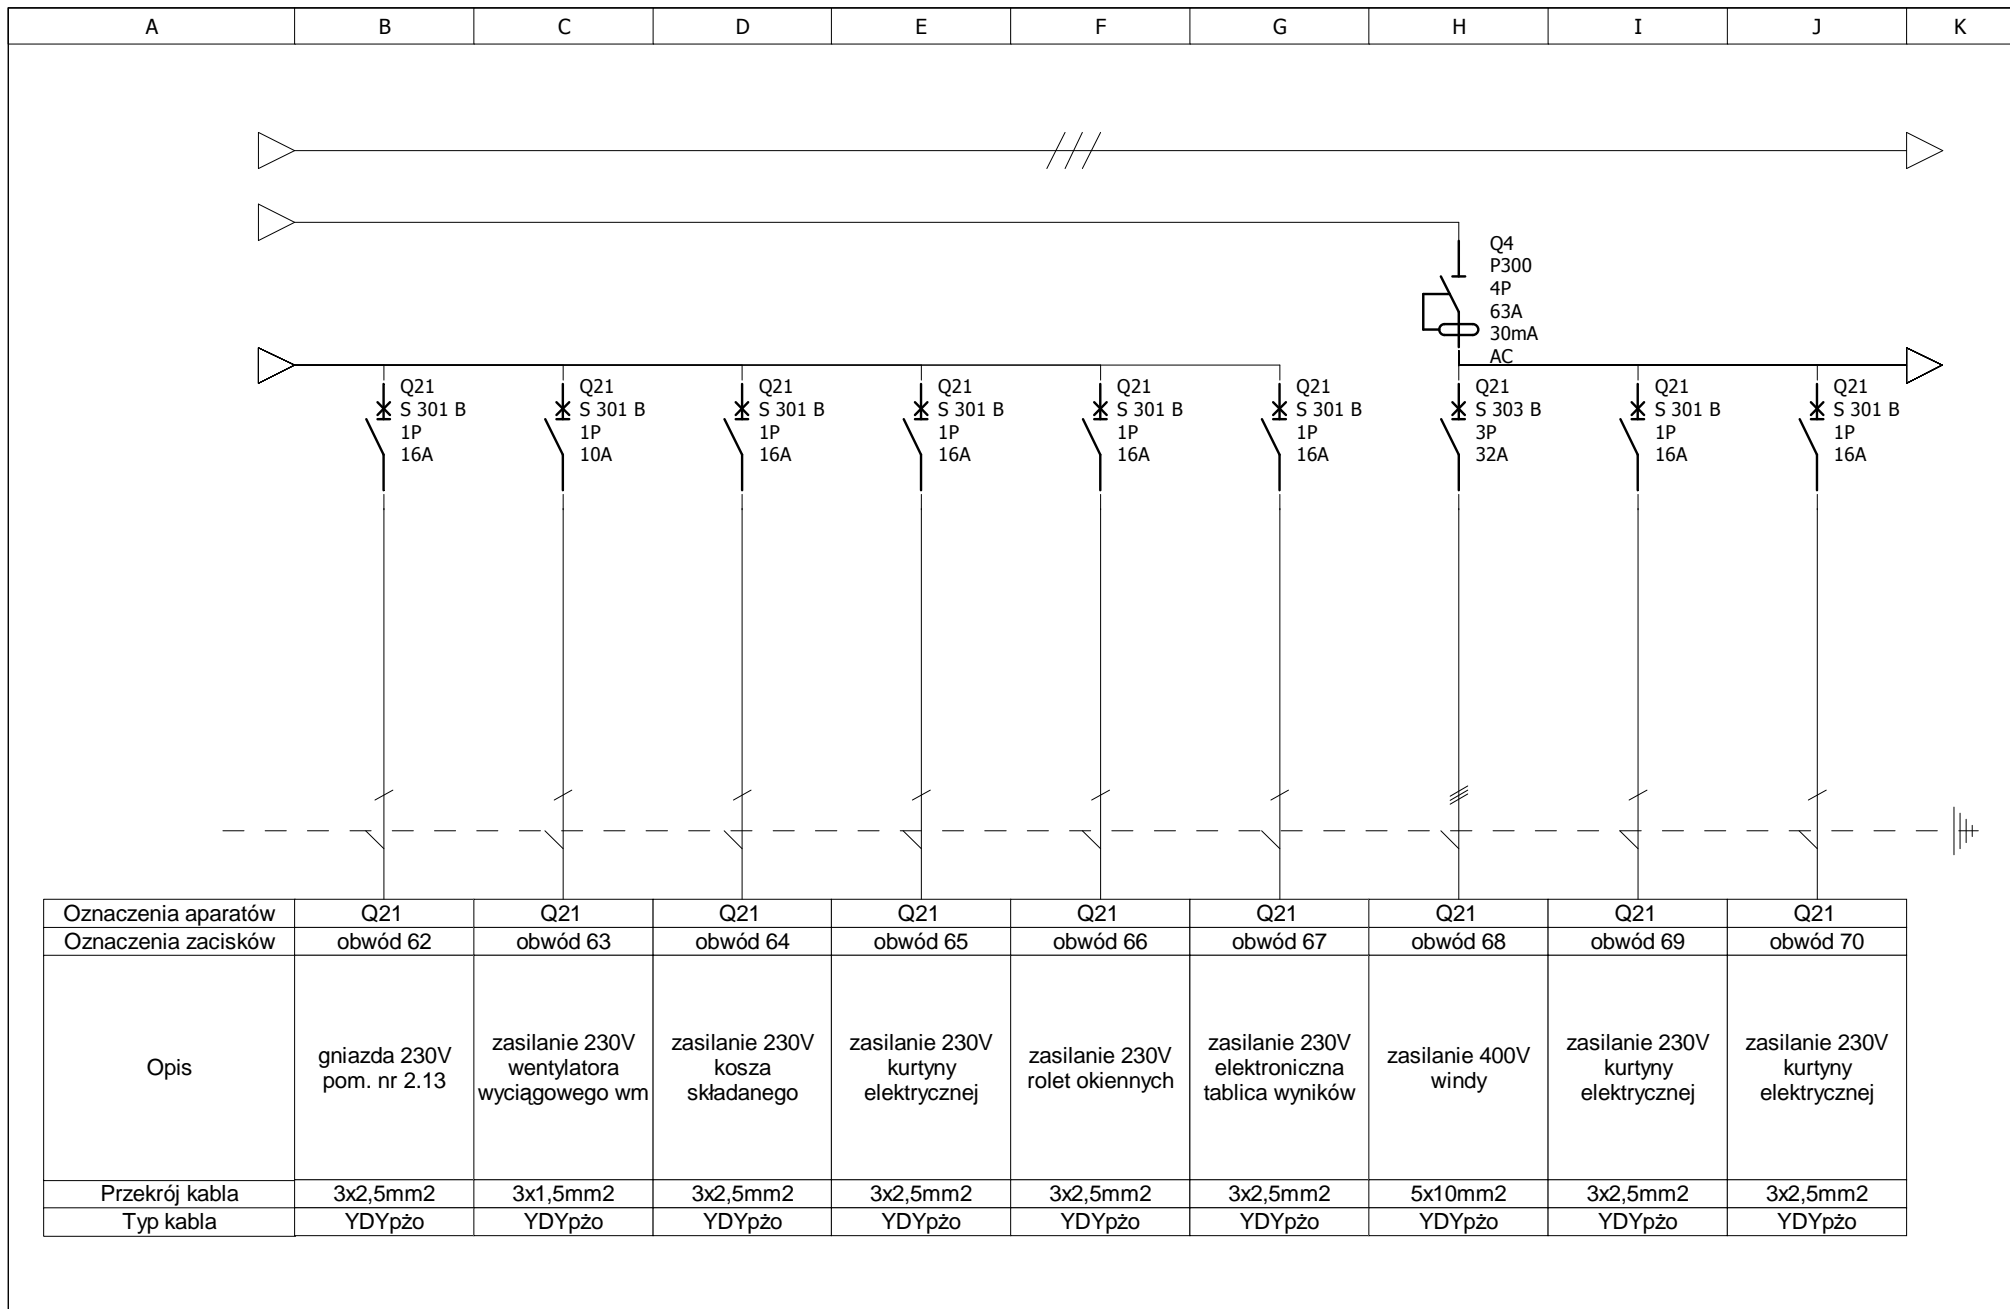 A B C D E F G H I J K
Q4
P300
4P
63A
30mA
AC
Q21
S 301 B
1P
16A
Q21
S 301 B
1P
10A
Q21
S 301 B
1P
16A
Q21
S 301 B
1P
16A
Q21
S 301 B
1P
16A
Q21
S 301 B
1P
16A
Q21
S 303 B
3P
32A
Q21
S 301 B
1P
16A
Q21
S 301 B
1P
16A
Oznaczenia aparatów Q21 Q21 Q21 Q21 Q21 Q21 Q21 Q21 Q21
Oznaczenia zacisków obwód 62 obwód 63 obwód 64 obwód 65 obwód 66 obwód 67 obwód 68 obwód 69 obwód 70
Opis
gniazda 230V
pom. nr 2.13
zasilanie 230V
wentylatora
wyciągowego wm
zasilanie 230V
kosza
składanego
zasilanie 230V
kurtyny
elektrycznej
zasilanie 230V
rolet okiennych
zasilanie 230V
elektroniczna
tablica wyników
zasilanie 400V
windy
zasilanie 230V
kurtyny
elektrycznej
zasilanie 230V
kurtyny
elektrycznej
Przekrój kabla 3x2,5mm2 3x1,5mm2 3x2,5mm2 3x2,5mm2 3x2,5mm2 3x2,5mm2 5x10mm2 3x2,5mm2 3x2,5mm2
Typ kabla YDYpżo YDYpżo YDYpżo YDYpżo YDYpżo YDYpżo YDYpżo YDYpżo YDYpżo